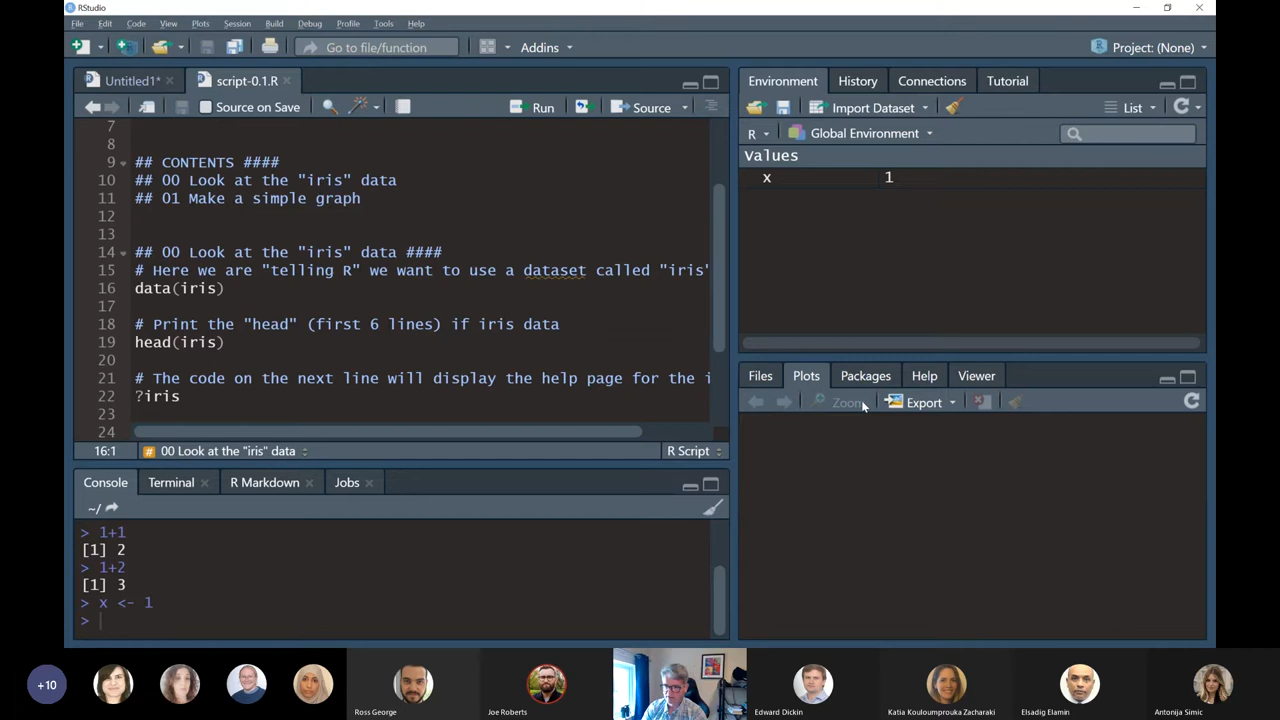 RStudio
File Edit Code View Plots Session Build Debug Profile Tools Help
Go to file/function Addins Project: (None)
Untitled1* script-0.1.R
Source on Save Run Source
7
8
9 ## CONTENTS ####
10 ## 00 Look at the "iris" data
11 ## 01 Make a simple graph
12
13
14 ## 00 Look at the "iris" data ####
15 # Here we are "telling R" we want to use a dataset called "iris"
16 data(iris)
17
18 # Print the "head" (first 6 lines) if iris data
19 head(iris)
20
21 # The code on the next line will display the help page for the i
22 ?iris
23
24
16:1 # 00 Look at the "iris" data R Script
Console Terminal R Markdown Jobs
~/
> 1+1
[1] 2
> 1+2
[1] 3
> x <- 1
>
Environment History Connections Tutorial
Import Dataset List
R Global Environment
Values
x 1
Files Plots Packages Help Viewer
Zoom Export
+10
Ross George
Joe Roberts
Edward Dickin
Katia Kouloumprouka Zacharaki
Elsadig Elamin
Antonija Simic